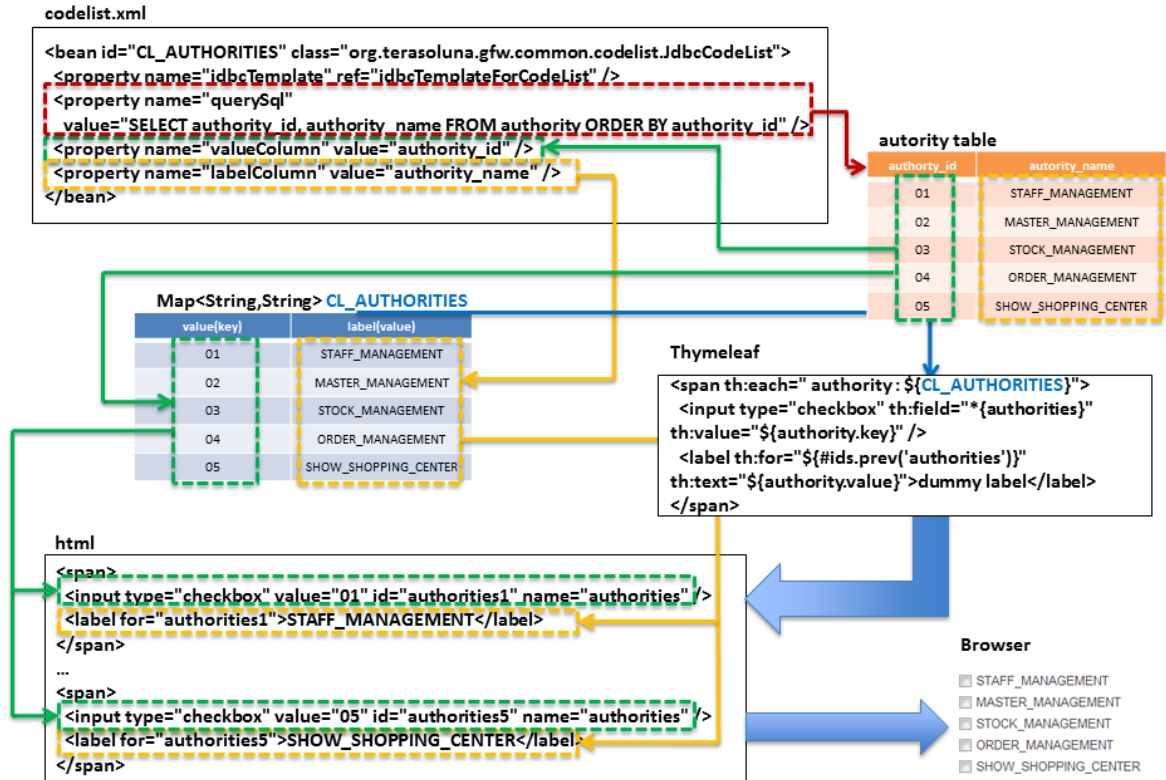 codelist.xml
<bean id="CL_AUTHORITIES" class="org.terasoluna.gfw.common.codelist.JdbcCodeList">
<property name="jdbcTemplate" ref="jdbcTemplateForCodeList" />
<property name="querySql"
value="SELECT authority_id, authority_name FROM authority ORDER BY authority_id" />
<property name="valueColumn" value="authority_id" />
<property name="labelColumn" value="authority_name" />
</bean>
autority table
authorty_id autority_name
01 STAFF_MANAGEMENT
02 MASTER_MANAGEMENT
03 STOCK_MANAGEMENT
04 ORDER_MANAGEMENT
05 SHOW_SHOPPING_CENTER
Map<String,String> CL_AUTHORITIES
value(key) label(value)
01 STAFF_MANAGEMENT
02 MASTER_MANAGEMENT
03 STOCK_MANAGEMENT
04 ORDER_MANAGEMENT
05 SHOW_SHOPPING_CENTER
Thymeleaf
<span th:each=" authority : ${CL_AUTHORITIES}">
<input type="checkbox" th:field="*{authorities}"
th:value="${authority.key}" />
<label th:for="${#ids.prev('authorities')}"
th:text="${authority.value}">dummy label</label>
</span>
html
<span>
<input type="checkbox" value="01" id="authorities1" name="authorities" />
<label for="authorities1">STAFF_MANAGEMENT</label>
</span>
...
<span>
<input type="checkbox" value="05" id="authorities5" name="authorities" />
<label for="authorities5">SHOW_SHOPPING_CENTER</label>
</span>
Browser
STAFF_MANAGEMENT
MASTER_MANAGEMENT
STOCK_MANAGEMENT
ORDER_MANAGEMENT
SHOW_SHOPPING_CENTER